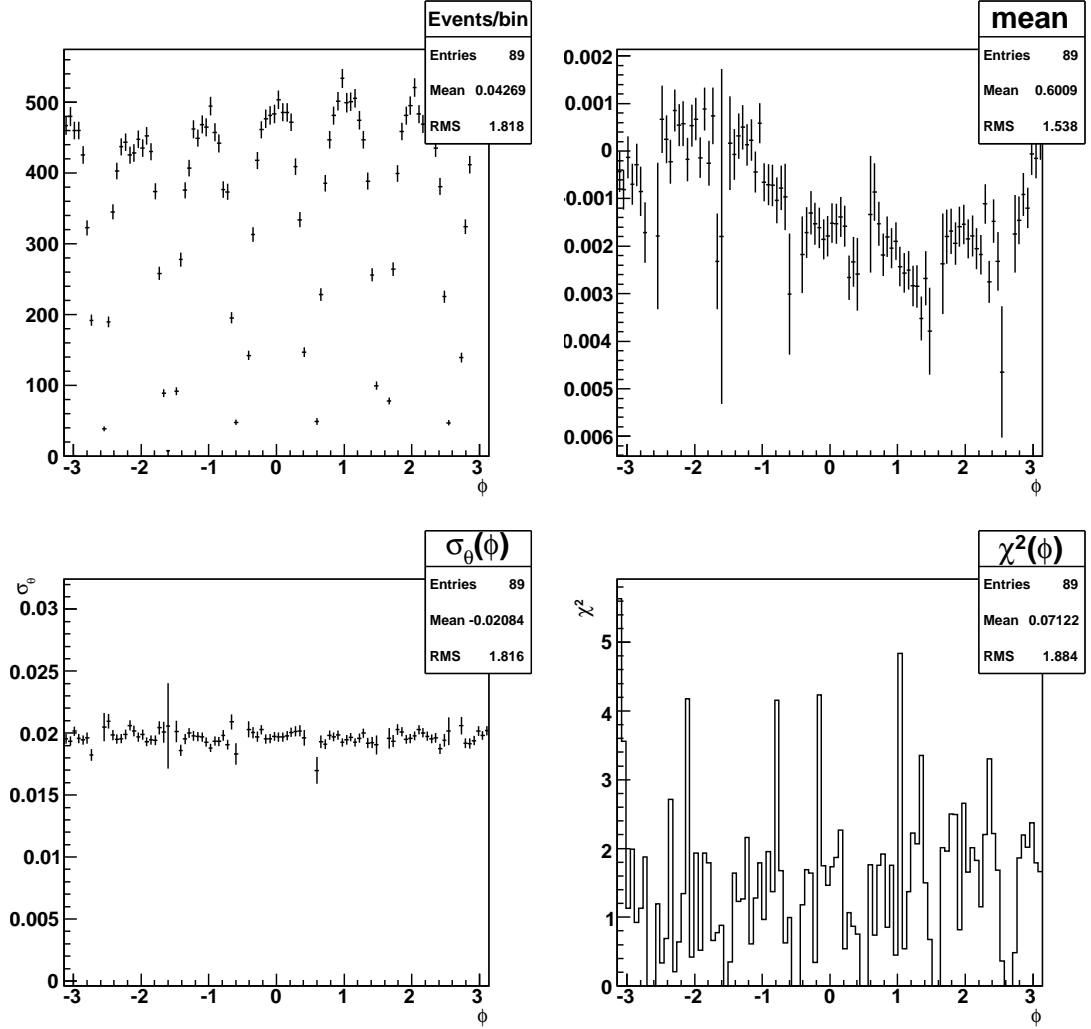 Events/bin
Entries 89
Mean 0.04269
RMS 1.818
500
400
300
200
100
0
-3 -2 -1 0 1 2 3
ϕ
mean
Entries 89
Mean 0.6009
RMS 1.538
0.002
0.001
0
0.001
0.002
0.003
0.004
0.005
0.006
-3 -2 -1 0 1 2 3
ϕ
σθ(ϕ)
Entries 89
Mean -0.02084
RMS 1.816
σθ
0.03
0.025
0.02
0.015
0.01
0.005
0
-3 -2 -1 0 1 2 3
ϕ
χ²(ϕ)
Entries 89
Mean 0.07122
RMS 1.884
χ²
5
4
3
2
1
0
-3 -2 -1 0 1 2 3
ϕ